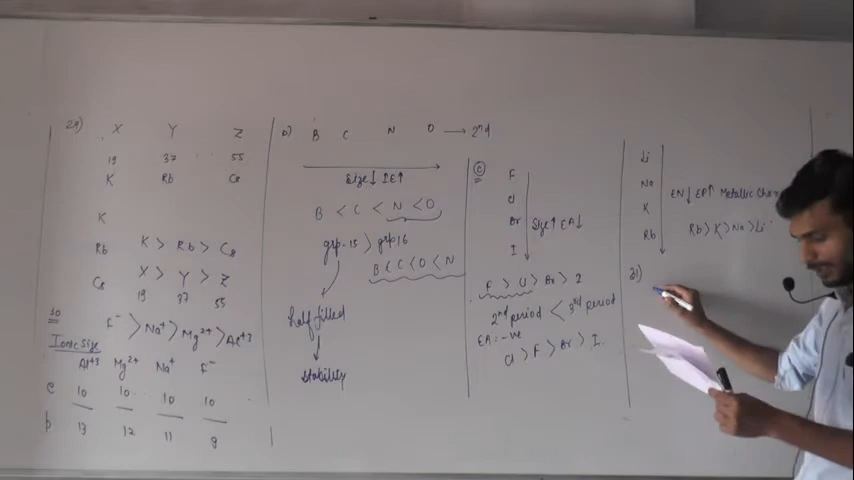 29) X Y Z
19 37 55
K Rb Cs
K
Rb K > Rb > Cs
Cs X > Y > Z
19 37 55
30
F⁻ > Na⁺ > Mg²⁺ > Al⁺³
Ionic Size
Al⁺³ Mg²⁺ Na⁺ F⁻
e 10 10 10 10
p 13 12 11 9
b) B C N O → 2nd
Size↓ IE↑
B < C < N < O
grp-15 > grp 16
B < C < O < N
half filled
↓
stability
c
F
Cl
Br Size↑ EA↓
I
F > Cl > Br > I
2nd period < 3rd period
EA = -ve
Cl > F > Br > I
Li
Na EN↓ EP↑ Metallic Char
K
Rb Rb > K > Na > Li
31)